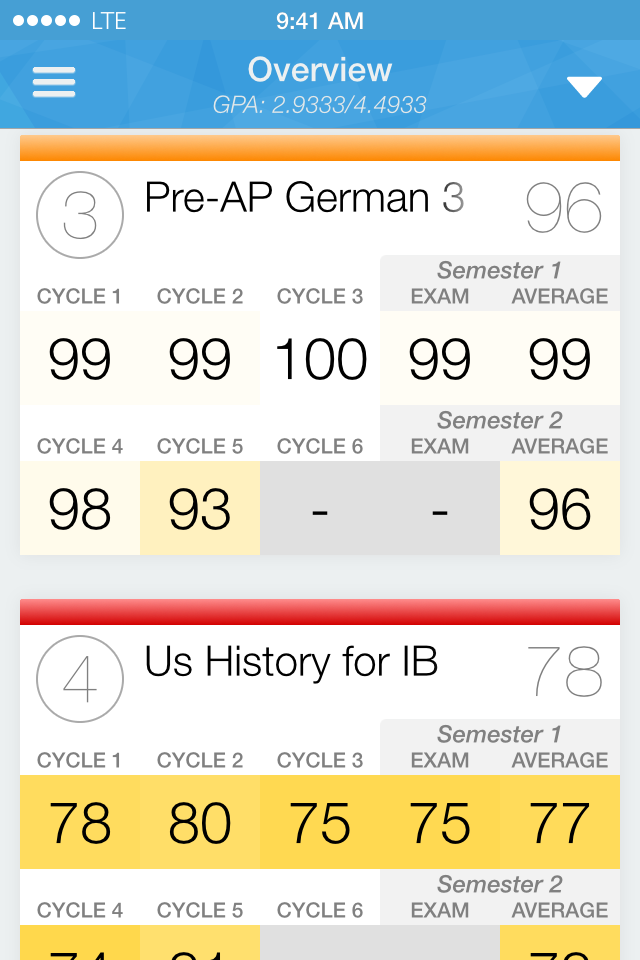 LTE 9:41 AM
Overview
GPA: 2.9333/4.4933
3 Pre-AP German 3 96
Semester 1
CYCLE 1 CYCLE 2 CYCLE 3 EXAM AVERAGE
99 99 100 99 99
Semester 2
CYCLE 4 CYCLE 5 CYCLE 6 EXAM AVERAGE
98 93 - - 96
4 Us History for IB 78
Semester 1
CYCLE 1 CYCLE 2 CYCLE 3 EXAM AVERAGE
78 80 75 75 77
Semester 2
CYCLE 4 CYCLE 5 CYCLE 6 EXAM AVERAGE